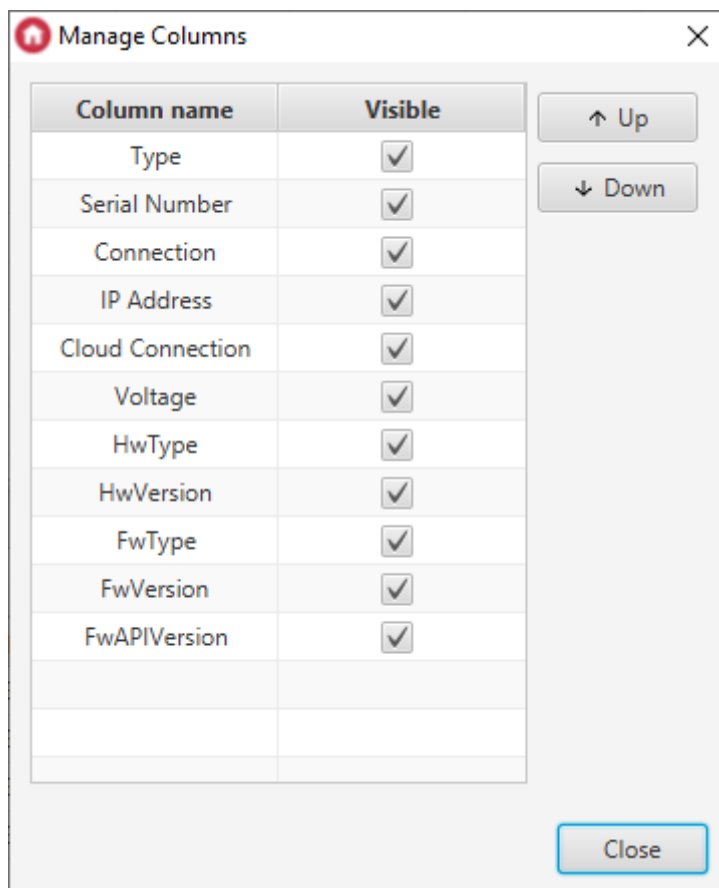 Manage Columns
Column name Visible
Up
Type
Down
Serial Number
Connection
IP Address
Cloud Connection
Voltage
HwType
HwVersion
FwType
FwVersion
FwAPIVersion
Close